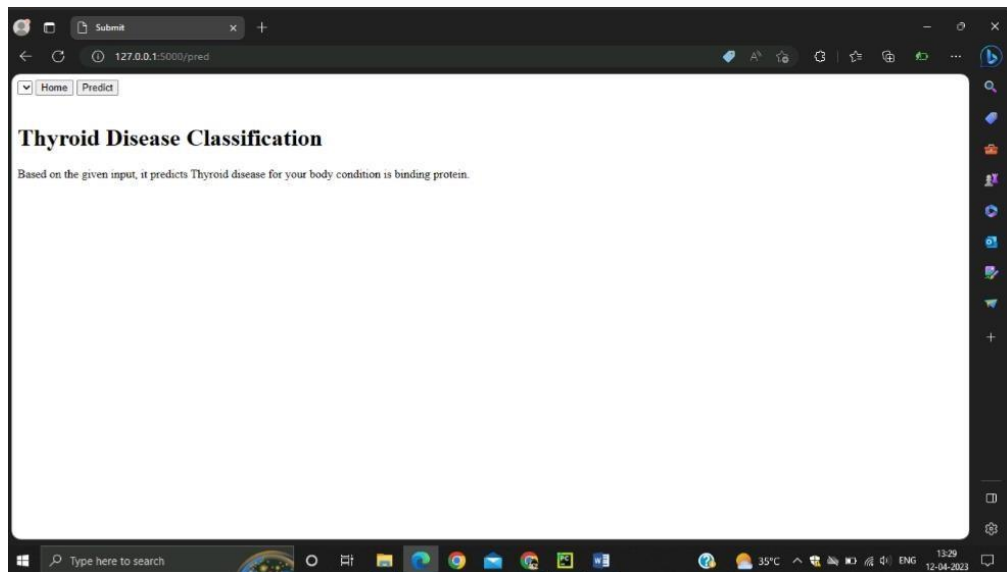 Submit
127.0.0.1:5000/pred
Home Predict
Thyroid Disease Classification
Based on the given input, it predicts Thyroid disease for your body condition is binding protein.
Type here to search
35°C
ENG
13:29
12-04-2023